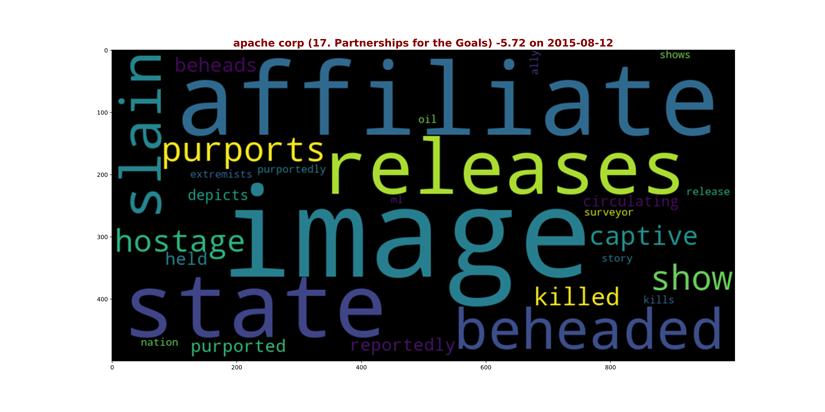 apache corp (17. Partnerships for the Goals) -5.72 on 2015-08-12
0
100
200
300
400
0
200
400
600
800
slain
beheads
affiliate
ally
shows
oil
purports
releases
extremists
purportedly
depicts
ml
release
circulating
surveyor
image
hostage
held
captive
story
show
state
killed
kills
beheaded
nation
purported
reportedly